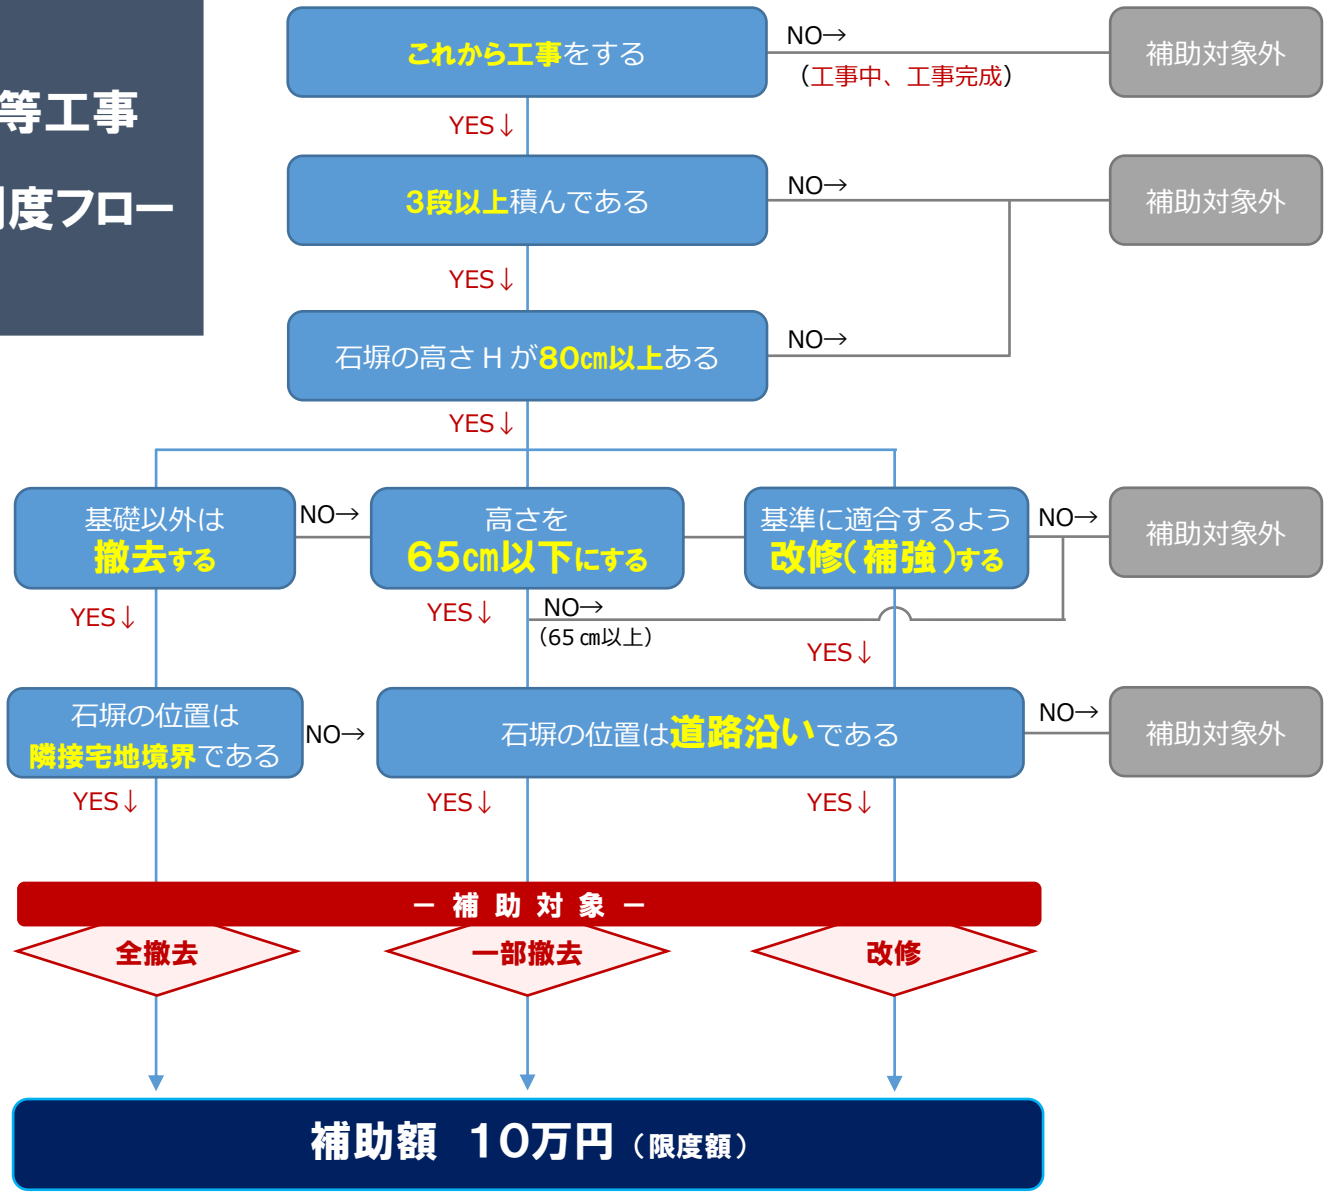 等工事
度フロー
これから工事をする
NO→
（工事中、工事完成）
補助対象外
YES↓
3段以上積んである
NO→
補助対象外
YES↓
石塀の高さ H が80㎝以上ある
NO→
YES↓
基礎以外は
撤去する
NO→
高さを
65㎝以下にする
基準に適合するよう
改修（補強）する
NO→
補助対象外
YES↓
YES↓
NO→
（65 ㎝以上）
YES↓
石塀の位置は
隣接宅地境界である
NO→
石塀の位置は道路沿いである
NO→
補助対象外
YES↓
YES↓
YES↓
－ 補 助 対 象 －
全撤去
一部撤去
改修
補助額 10万円（限度額）